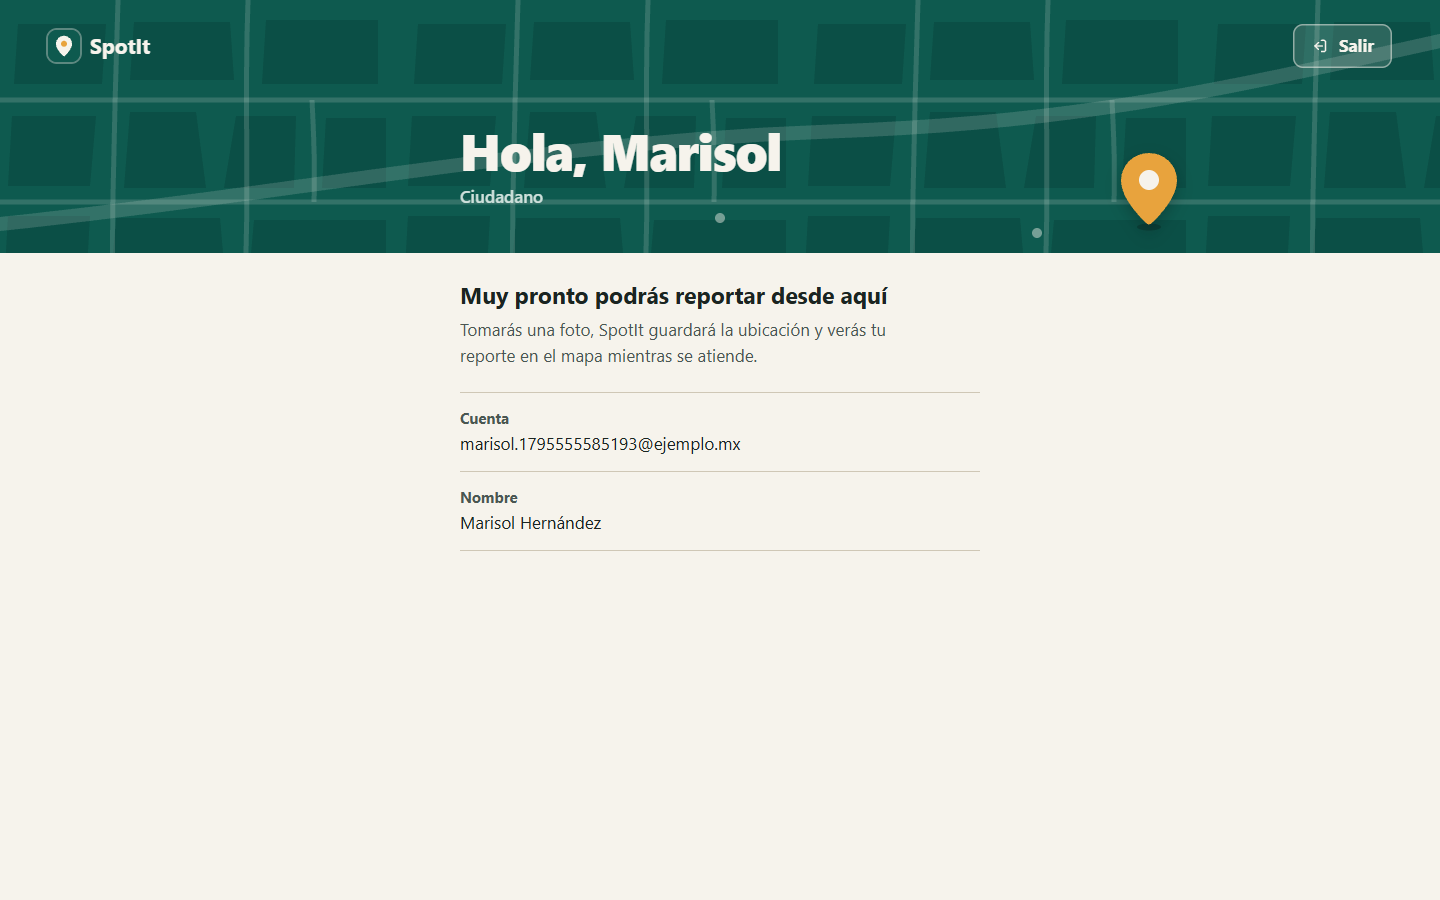 SpotIt
Salir
Hola, Marisol
Ciudadano
Muy pronto podrás reportar desde aquí
Tomarás una foto, SpotIt guardará la ubicación y verás tu
reporte en el mapa mientras se atiende.
Cuenta
marisol.1795555585193@ejemplo.mx
Nombre
Marisol Hernández